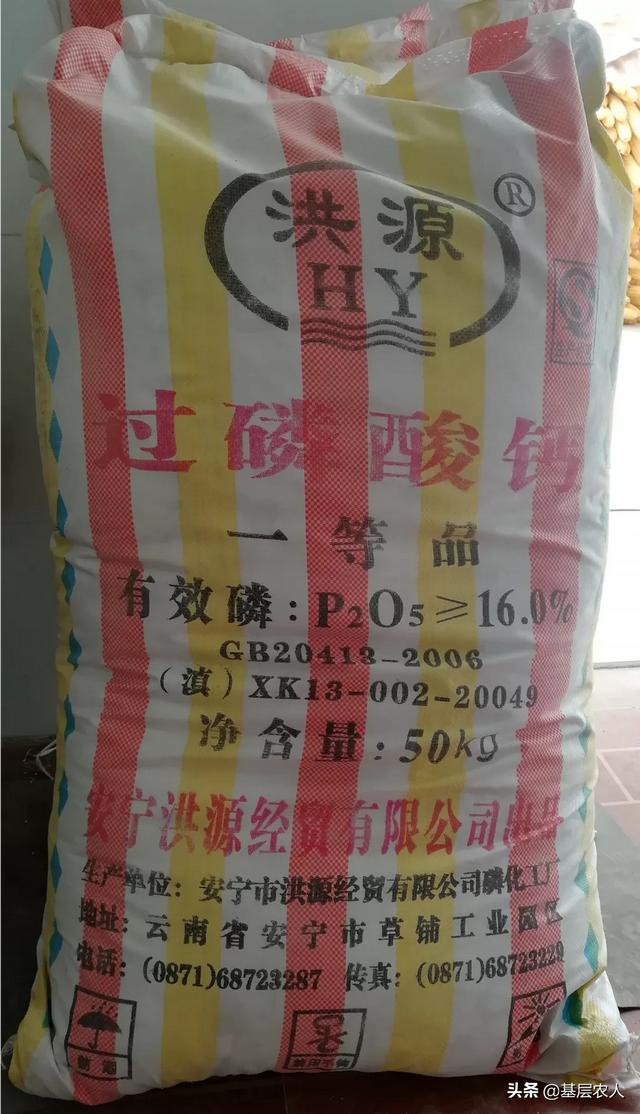 洪源
®
HY
过磷酸钙
一等品
有效磷:P2O5≥16.0%
GB20413-2006
(滇)XK13-002-20049
净含量:50kg
安宁洪源经贸有限公司出品
生产单位:安宁市洪源经贸有限公司磷化工厂
地址:云南省安宁市草铺工业园区
电话:(0871)68723287 传真:(0871)68723229
头条 @基层农人